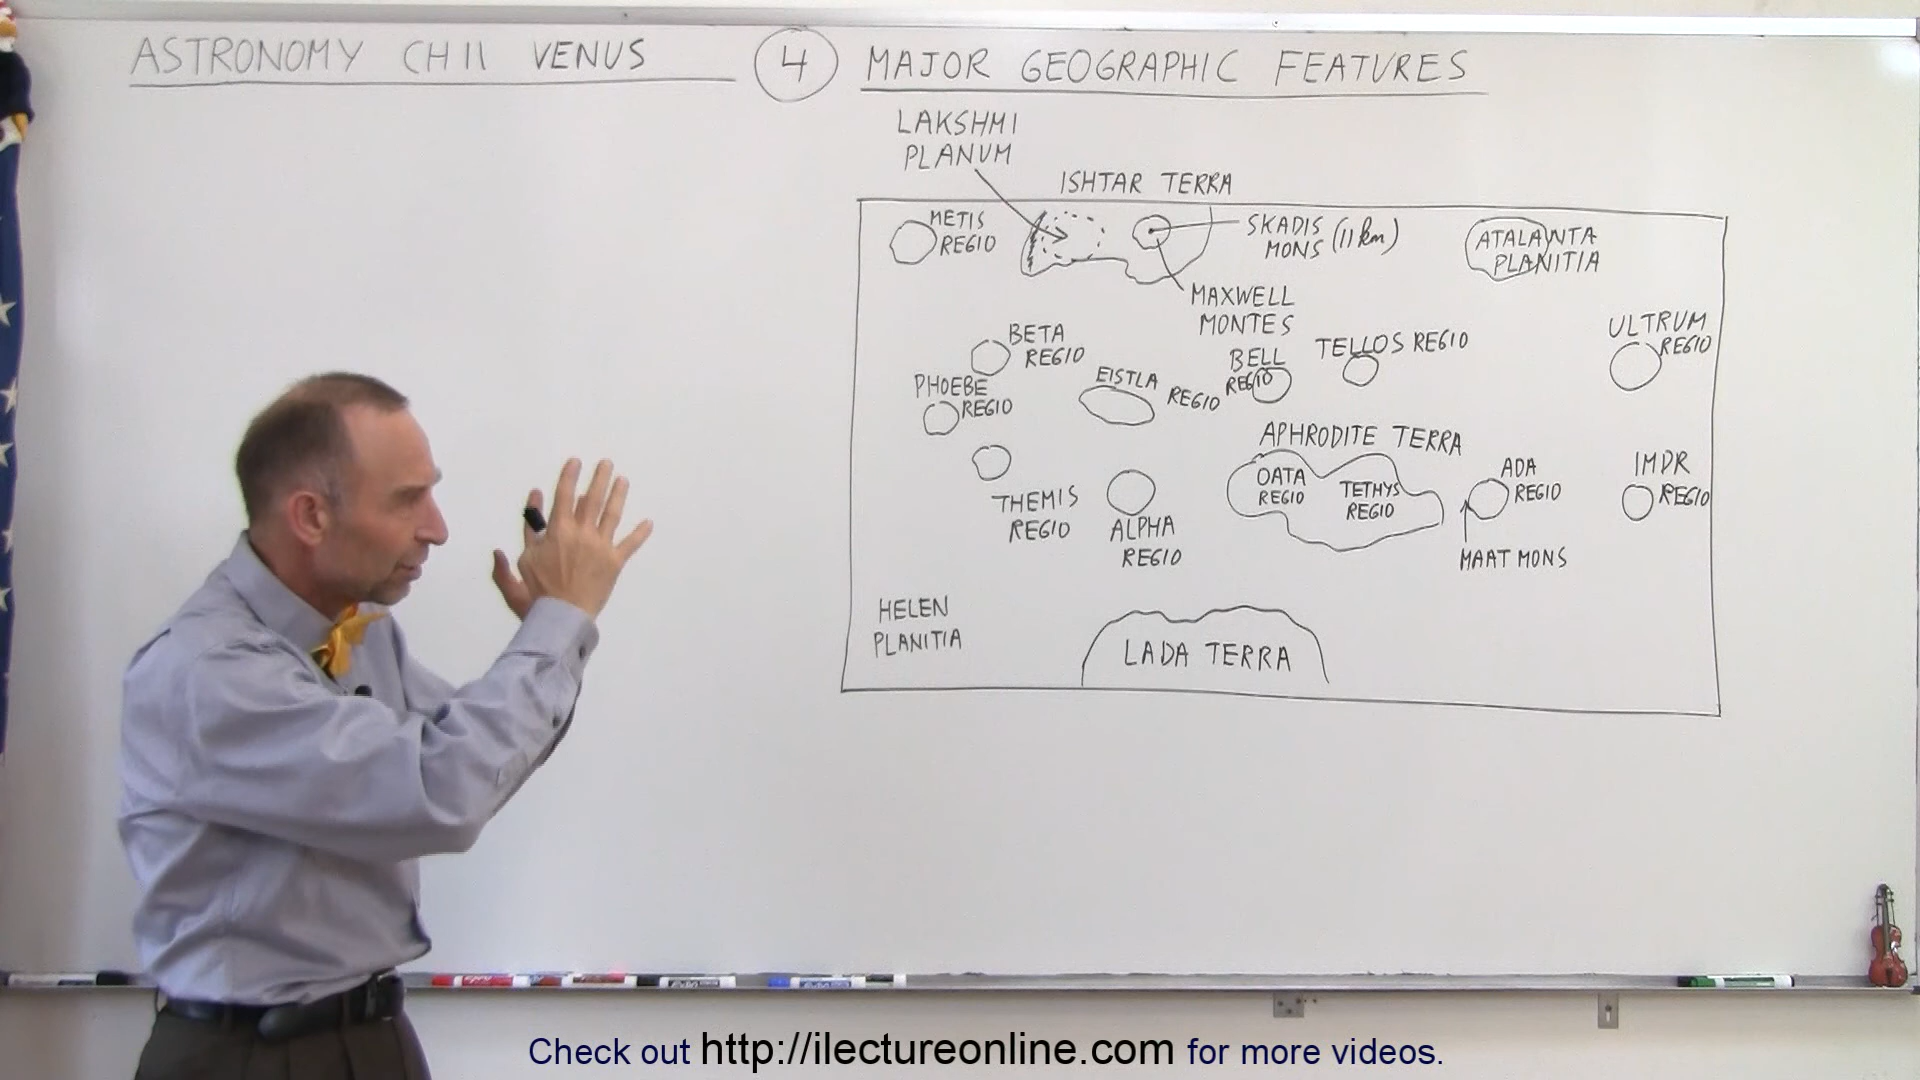 ASTRONOMY CH 11 VENUS
4 MAJOR GEOGRAPHIC FEATURES
LAKSHMI
PLANUM
ISHTAR TERRA
METIS
REGIO
SKADIS
MONS (11 km)
ATALANTA
PLANITIA
MAXWELL
MONTES
BETA
REGIO
BELL
REGIO
TELLOS REGIO
ULTRUM
REGIO
PHOEBE
REGIO
EISTLA
REGIO
APHRODITE TERRA
OATA
REGIO
TETHYS
REGIO
ADA
REGIO
IMDR
REGIO
THEMIS
REGIO
ALPHA
REGIO
MAAT MONS
HELEN
PLANITIA
LADA TERRA
Check out http://ilectureonline.com for more videos.